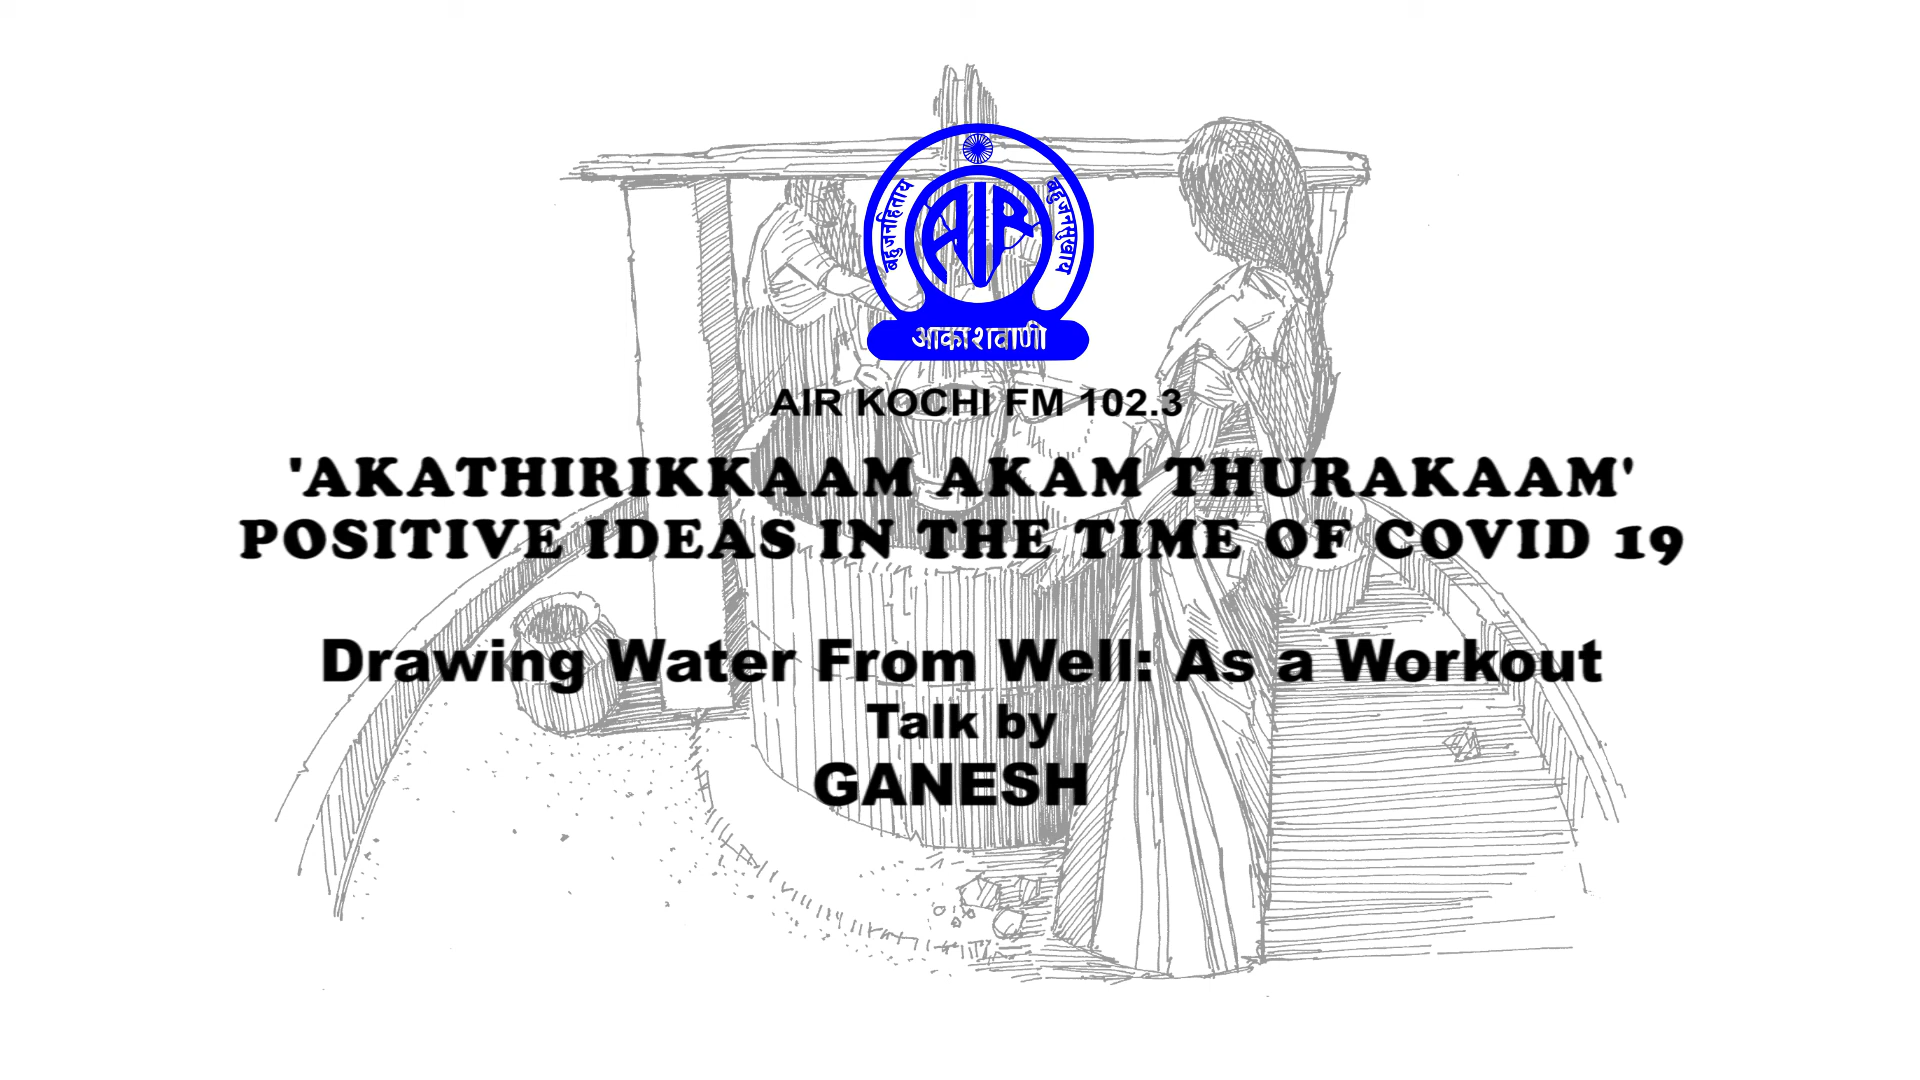 बहुजनहिताय
बहुजनसुखाय
AIR
आकाशवाणी
AIR KOCHI FM 102.3
'AKATHIRIKKAAM AKAM THURAKAAM'
POSITIVE IDEAS IN THE TIME OF COVID 19
Drawing Water From Well: As a Workout
Talk by
GANESH